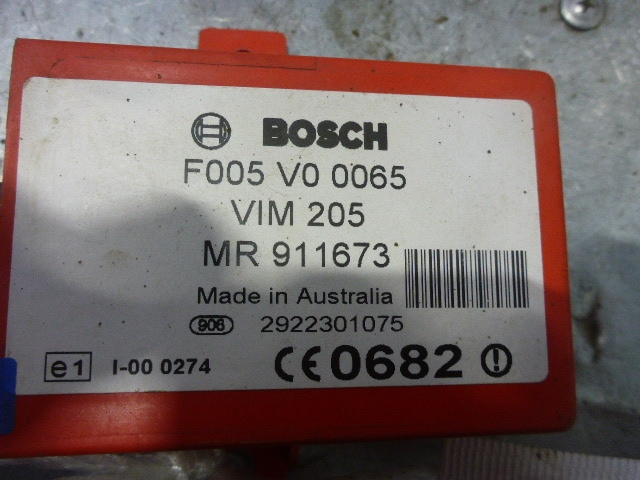 BOSCH
F005 V0 0065
VIM 205
MR 911673
Made in Australia
906 2922301075
e1 I-00 0274 CE0682